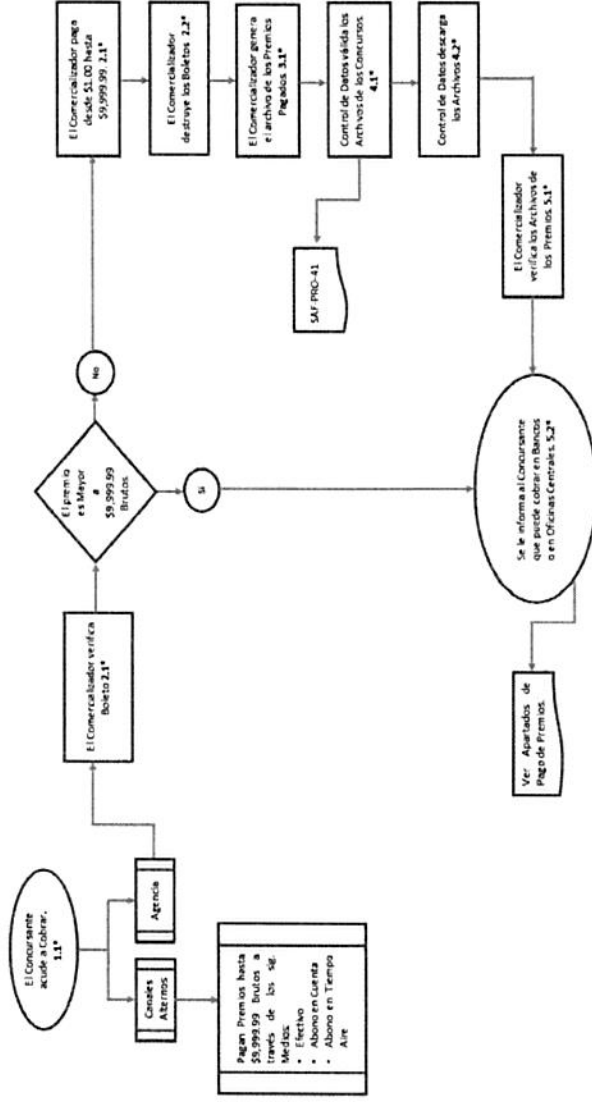 El Concursante
acude a Cobrar.
1.1*
Canales
Alternos
Agencia
Pagan Premios hasta
$9,999.99 Brutos a
través de los sig.
Medios:
• Efectivo
• Abono en Cuenta
• Abono en Tiempo
Aire
El Comercializador verifica
Boleto 2.1*
El premio
es Mayor
a
$9,999.99
Brutos
No
Si
El Comercializador paga
desde $1.00 hasta
$9,999.99. 2.1*
El Comercializador
destruye los Boletos 2.2*
El Comercializador genera
el archivo de los Premios
Pagados 3.1*
Control de Datos válida los
Archivos de los Concursos.
4.1*
SAF-PRO-41
Control de Datos descarga
los Archivos 4.2*
El Comercializador
verifica los Archivos de
los Premios 5.1*
Se le informa al Concursante
que puede cobrar en Bancos
o en Oficinas Centrales. 5.2*
Ver Apartados de
Pago de Premios.